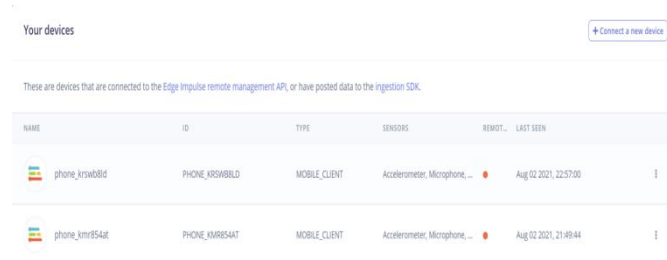 Your devices
+ Connect a new device
These are devices that are connected to the Edge Impulse remote management API, or have posted data to the ingestion SDK.
NAME ID TYPE SENSORS REMOT... LAST SEEN
phone_krswb8ld PHONE_KRSWB8LD MOBILE_CLIENT Accelerometer, Microphone, ... Aug 02 2021, 22:57:00
phone_kmr854at PHONE_KMR854AT MOBILE_CLIENT Accelerometer, Microphone, ... Aug 02 2021, 21:49:44